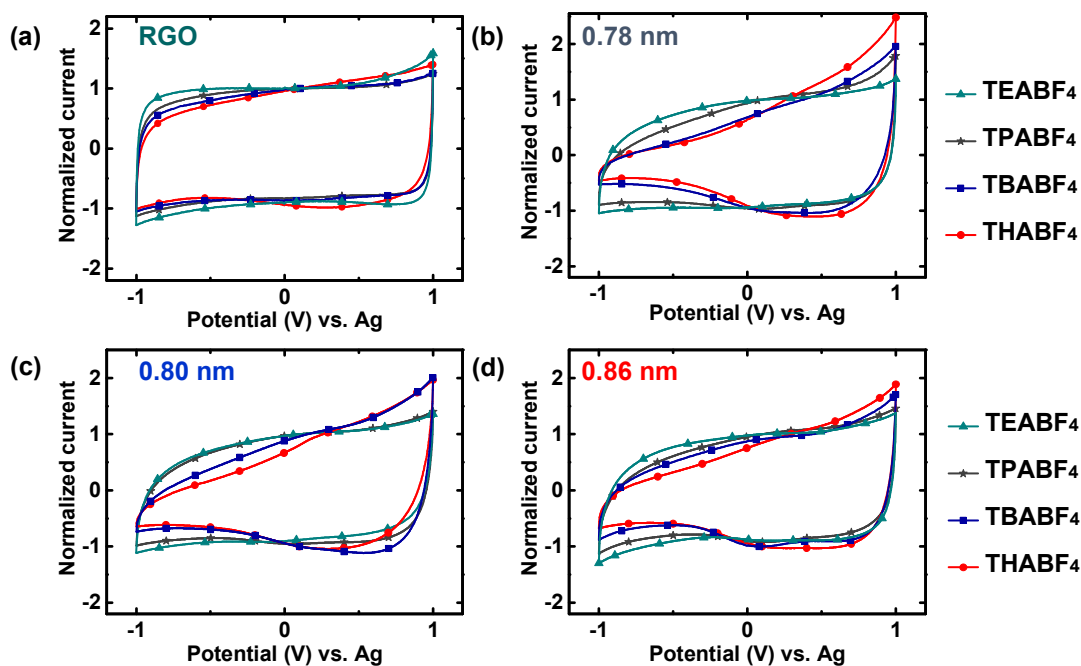 (a)
RGO
2
1
0
-1
-2
-1
0
1
Normalized current
Potential (V) vs. Ag
(b)
0.78 nm
2
1
0
-1
-2
-1
0
1
Normalized current
Potential (V) vs. Ag
TEABF4
TPABF4
TBABF4
THABF4
(c)
0.80 nm
2
1
0
-1
-2
-1
0
1
Normalized current
Potential (V) vs. Ag
(d)
0.86 nm
2
1
0
-1
-2
-1
0
1
Normalized current
Potential (V) vs. Ag
TEABF4
TPABF4
TBABF4
THABF4